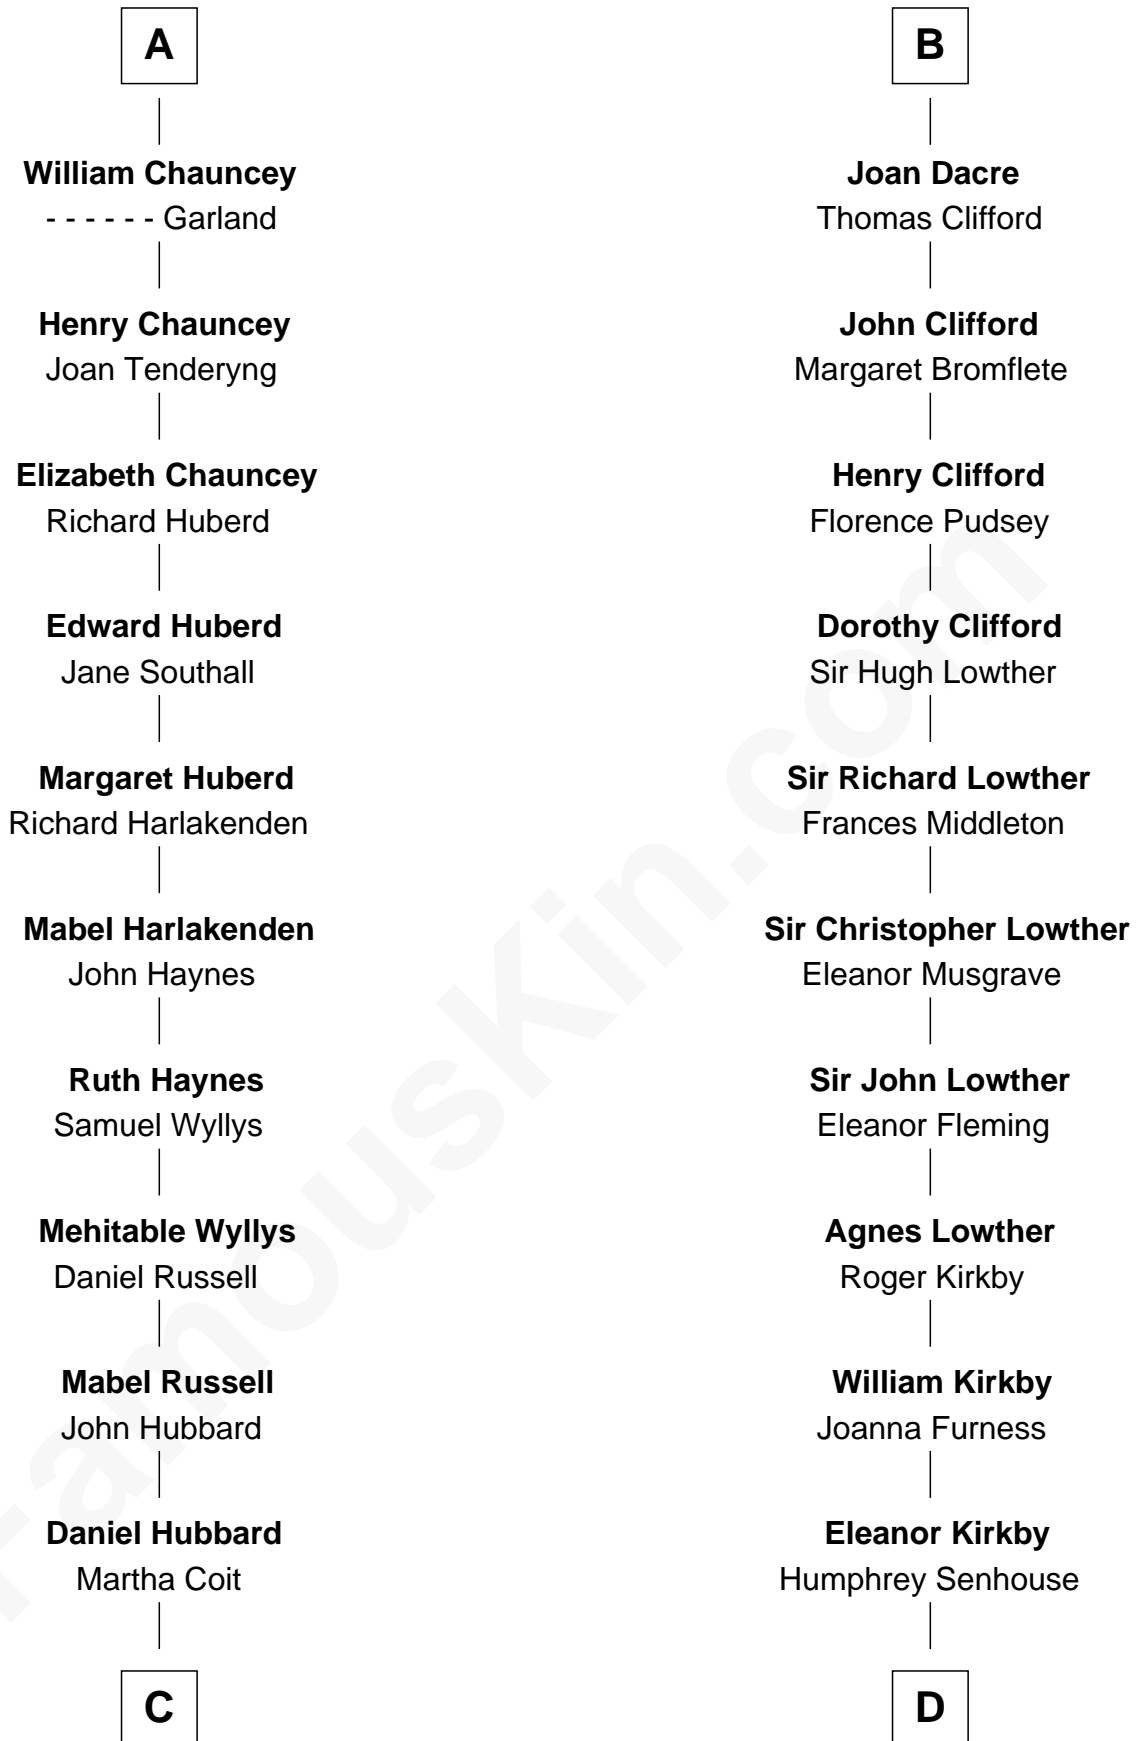 A
William Chauncey
- - - - - - Garland
Henry Chauncey
Joan Tenderyng
Elizabeth Chauncey
Richard Huberd
Edward Huberd
Jane Southall
Margaret Huberd
Richard Harlakenden
Mabel Harlakenden
John Haynes
Ruth Haynes
Samuel Wyllys
Mehitable Wyllys
Daniel Russell
Mabel Russell
John Hubbard
Daniel Hubbard
Martha Coit
C
B
Joan Dacre
Thomas Clifford
John Clifford
Margaret Bromflete
Henry Clifford
Florence Pudsey
Dorothy Clifford
Sir Hugh Lowther
Sir Richard Lowther
Frances Middleton
Sir Christopher Lowther
Eleanor Musgrave
Sir John Lowther
Eleanor Fleming
Agnes Lowther
Roger Kirkby
William Kirkby
Joanna Furness
Eleanor Kirkby
Humphrey Senhouse
D
FamousKin.com